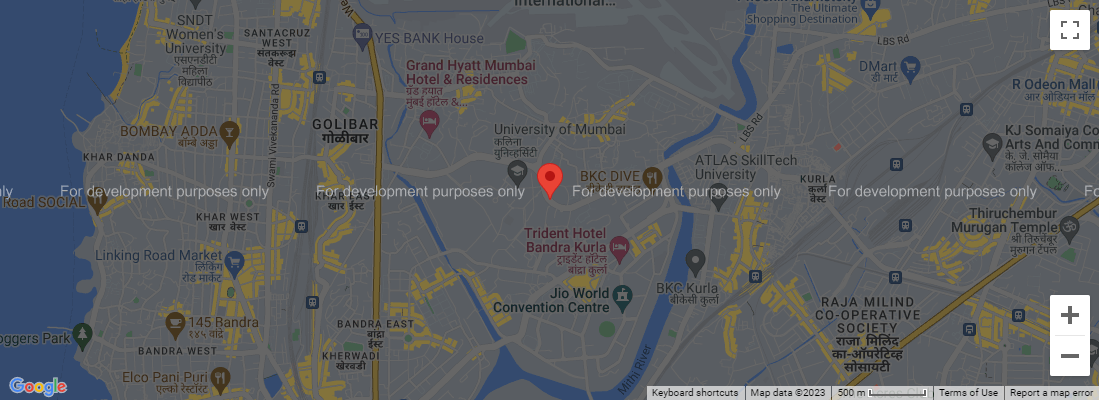 International...
The Ultimate
Shopping Destination
SNDT
Women's
University
एसएनडीटी
महिला
विद्यापीठ
SANTACRUZ
WEST
सांताक्रूझ
वेस्ट
YES BANK House
LBS Rd
Grand Hyatt Mumbai
Hotel & Residences
ग्रँड हयात
मुंबई हॉटेल &...
DMart
डी मार्ट
R Odeon Mall
आर ओडियन मॉल
Swami Vivekananda Rd
GOLIBAR
गोळीबार
BOMBAY ADDA
बॉम्बे अड्डा
University of Mumbai
कलिना
युनिव्हर्सिटी
LBS Rd
KJ Somaiya Co
Arts And Comm
के. जे. सोमैया
कॉलेज ऑफ...
KHAR DANDA
ATLAS SkillTech
University
BKC DIVE
KURLA
कुर्ला
वेस्ट
only
For development purposes only
For development purposes only
For development purposes only
For development purposes only
Fo
Road SOCIAL
KHAR EAST
खार ईस्ट
KHAR WEST
खार वेस्ट
Thiruchembur
Murugan Temple
श्री तिरुचेंबुर
मुरुगन टेंपल
Trident Hotel
Bandra Kurla
ट्राइडेंट हॉटेल
बांद्रा कुर्ला
Linking Road Market
लिंकिंग
रोड मार्केट
BKC Kurla
बीकेसी कुर्ला
Jio World
Convention Centre
RAJA MILIND
CO-OPERATIVE
SOCIETY
राजा मिलिंद
का-ऑपरेटिव्ह
सोसायटी
145 Bandra
१४५ बांद्रा
BANDRA EAST
बांद्रा
ईस्ट
oggers Park
BANDRA WEST
KHERWADI
खेरवाडी
Mithi River
Elco Pani Puri
एल्को रेस्टॉरंट
Google
Keyboard shortcuts
Map data ©2023
500 m
Terms of Use
Report a map error